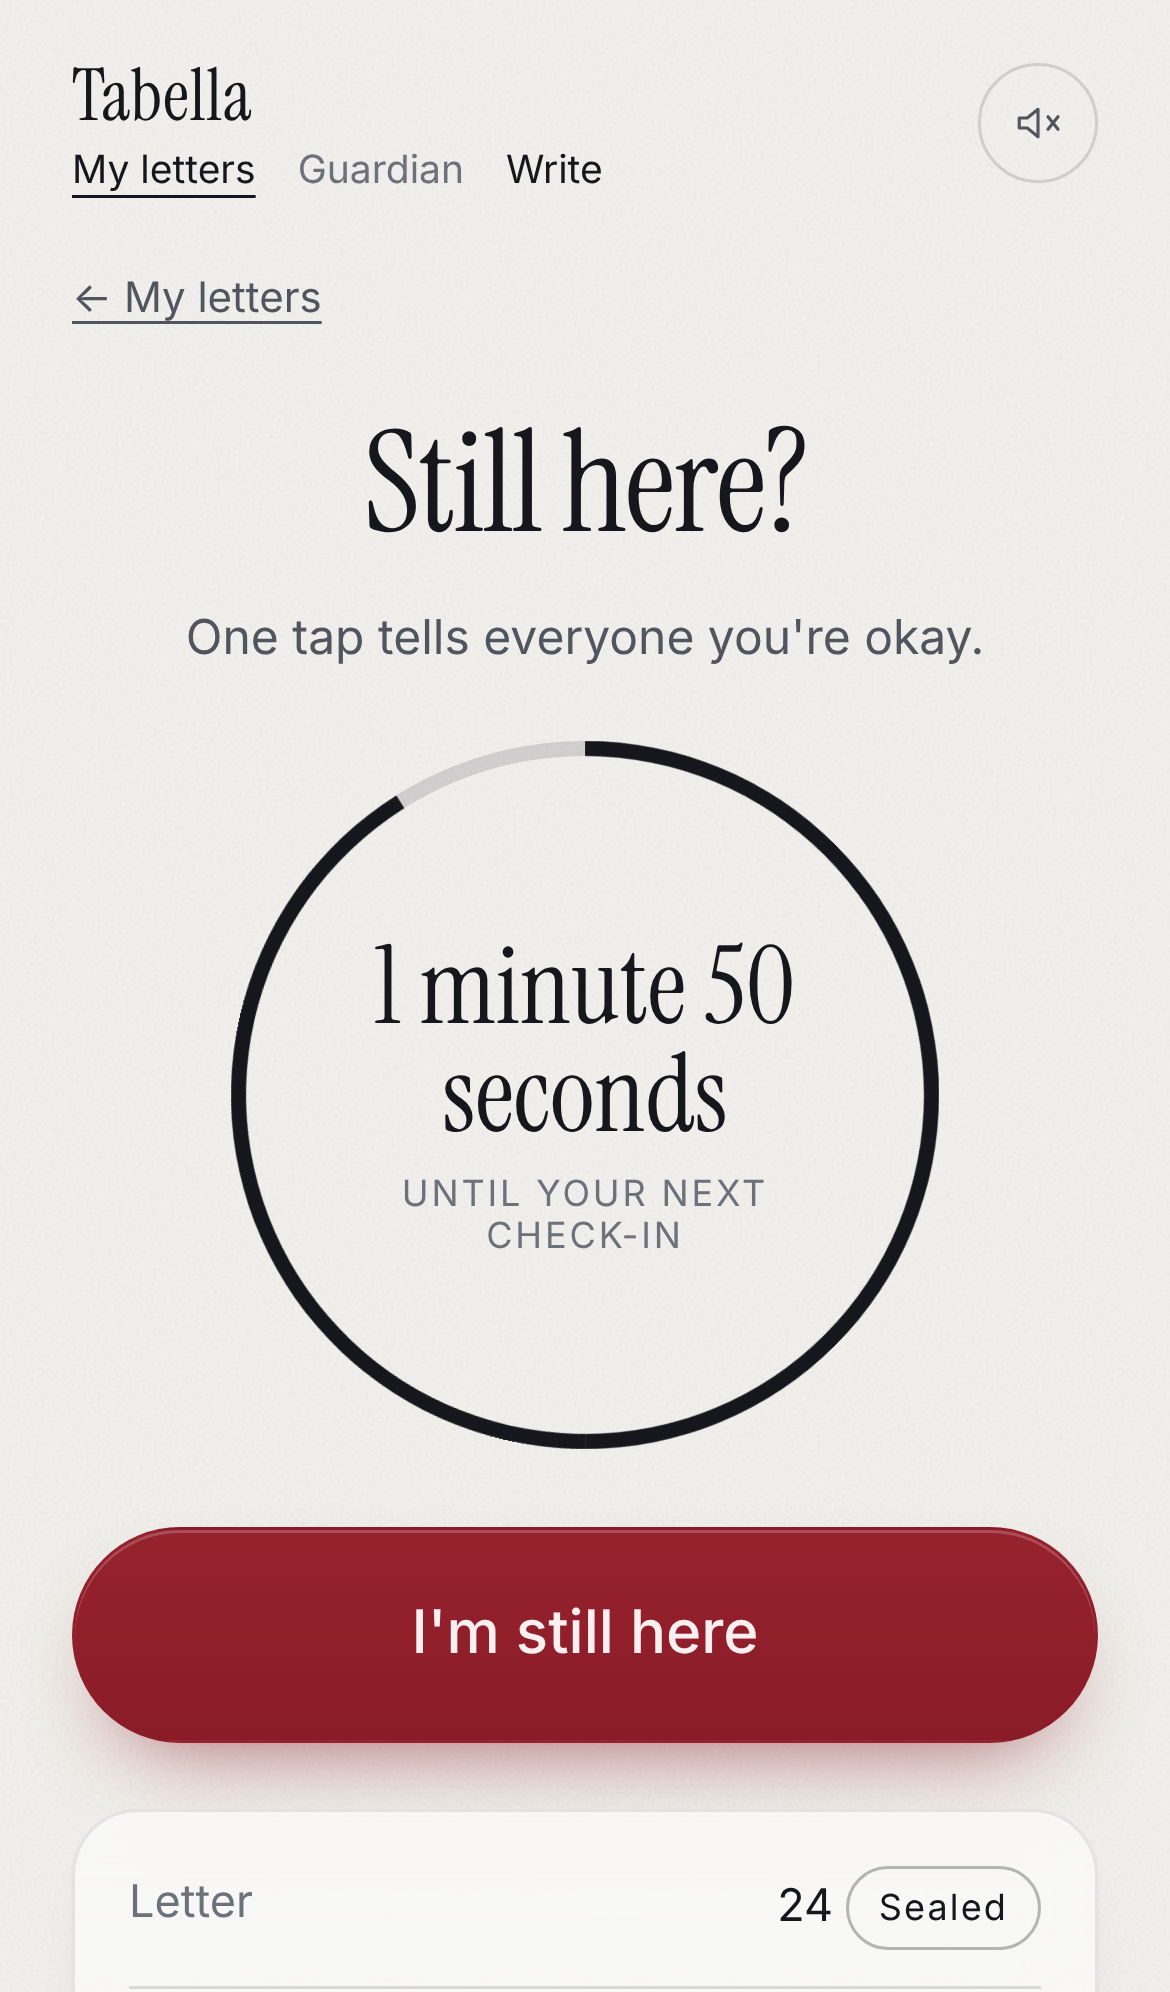 Tabella
My letters Guardian Write
← My letters
Still here?
One tap tells everyone you're okay.
1 minute 50
seconds
UNTIL YOUR NEXT
CHECK-IN
I'm still here
Letter 24 Sealed